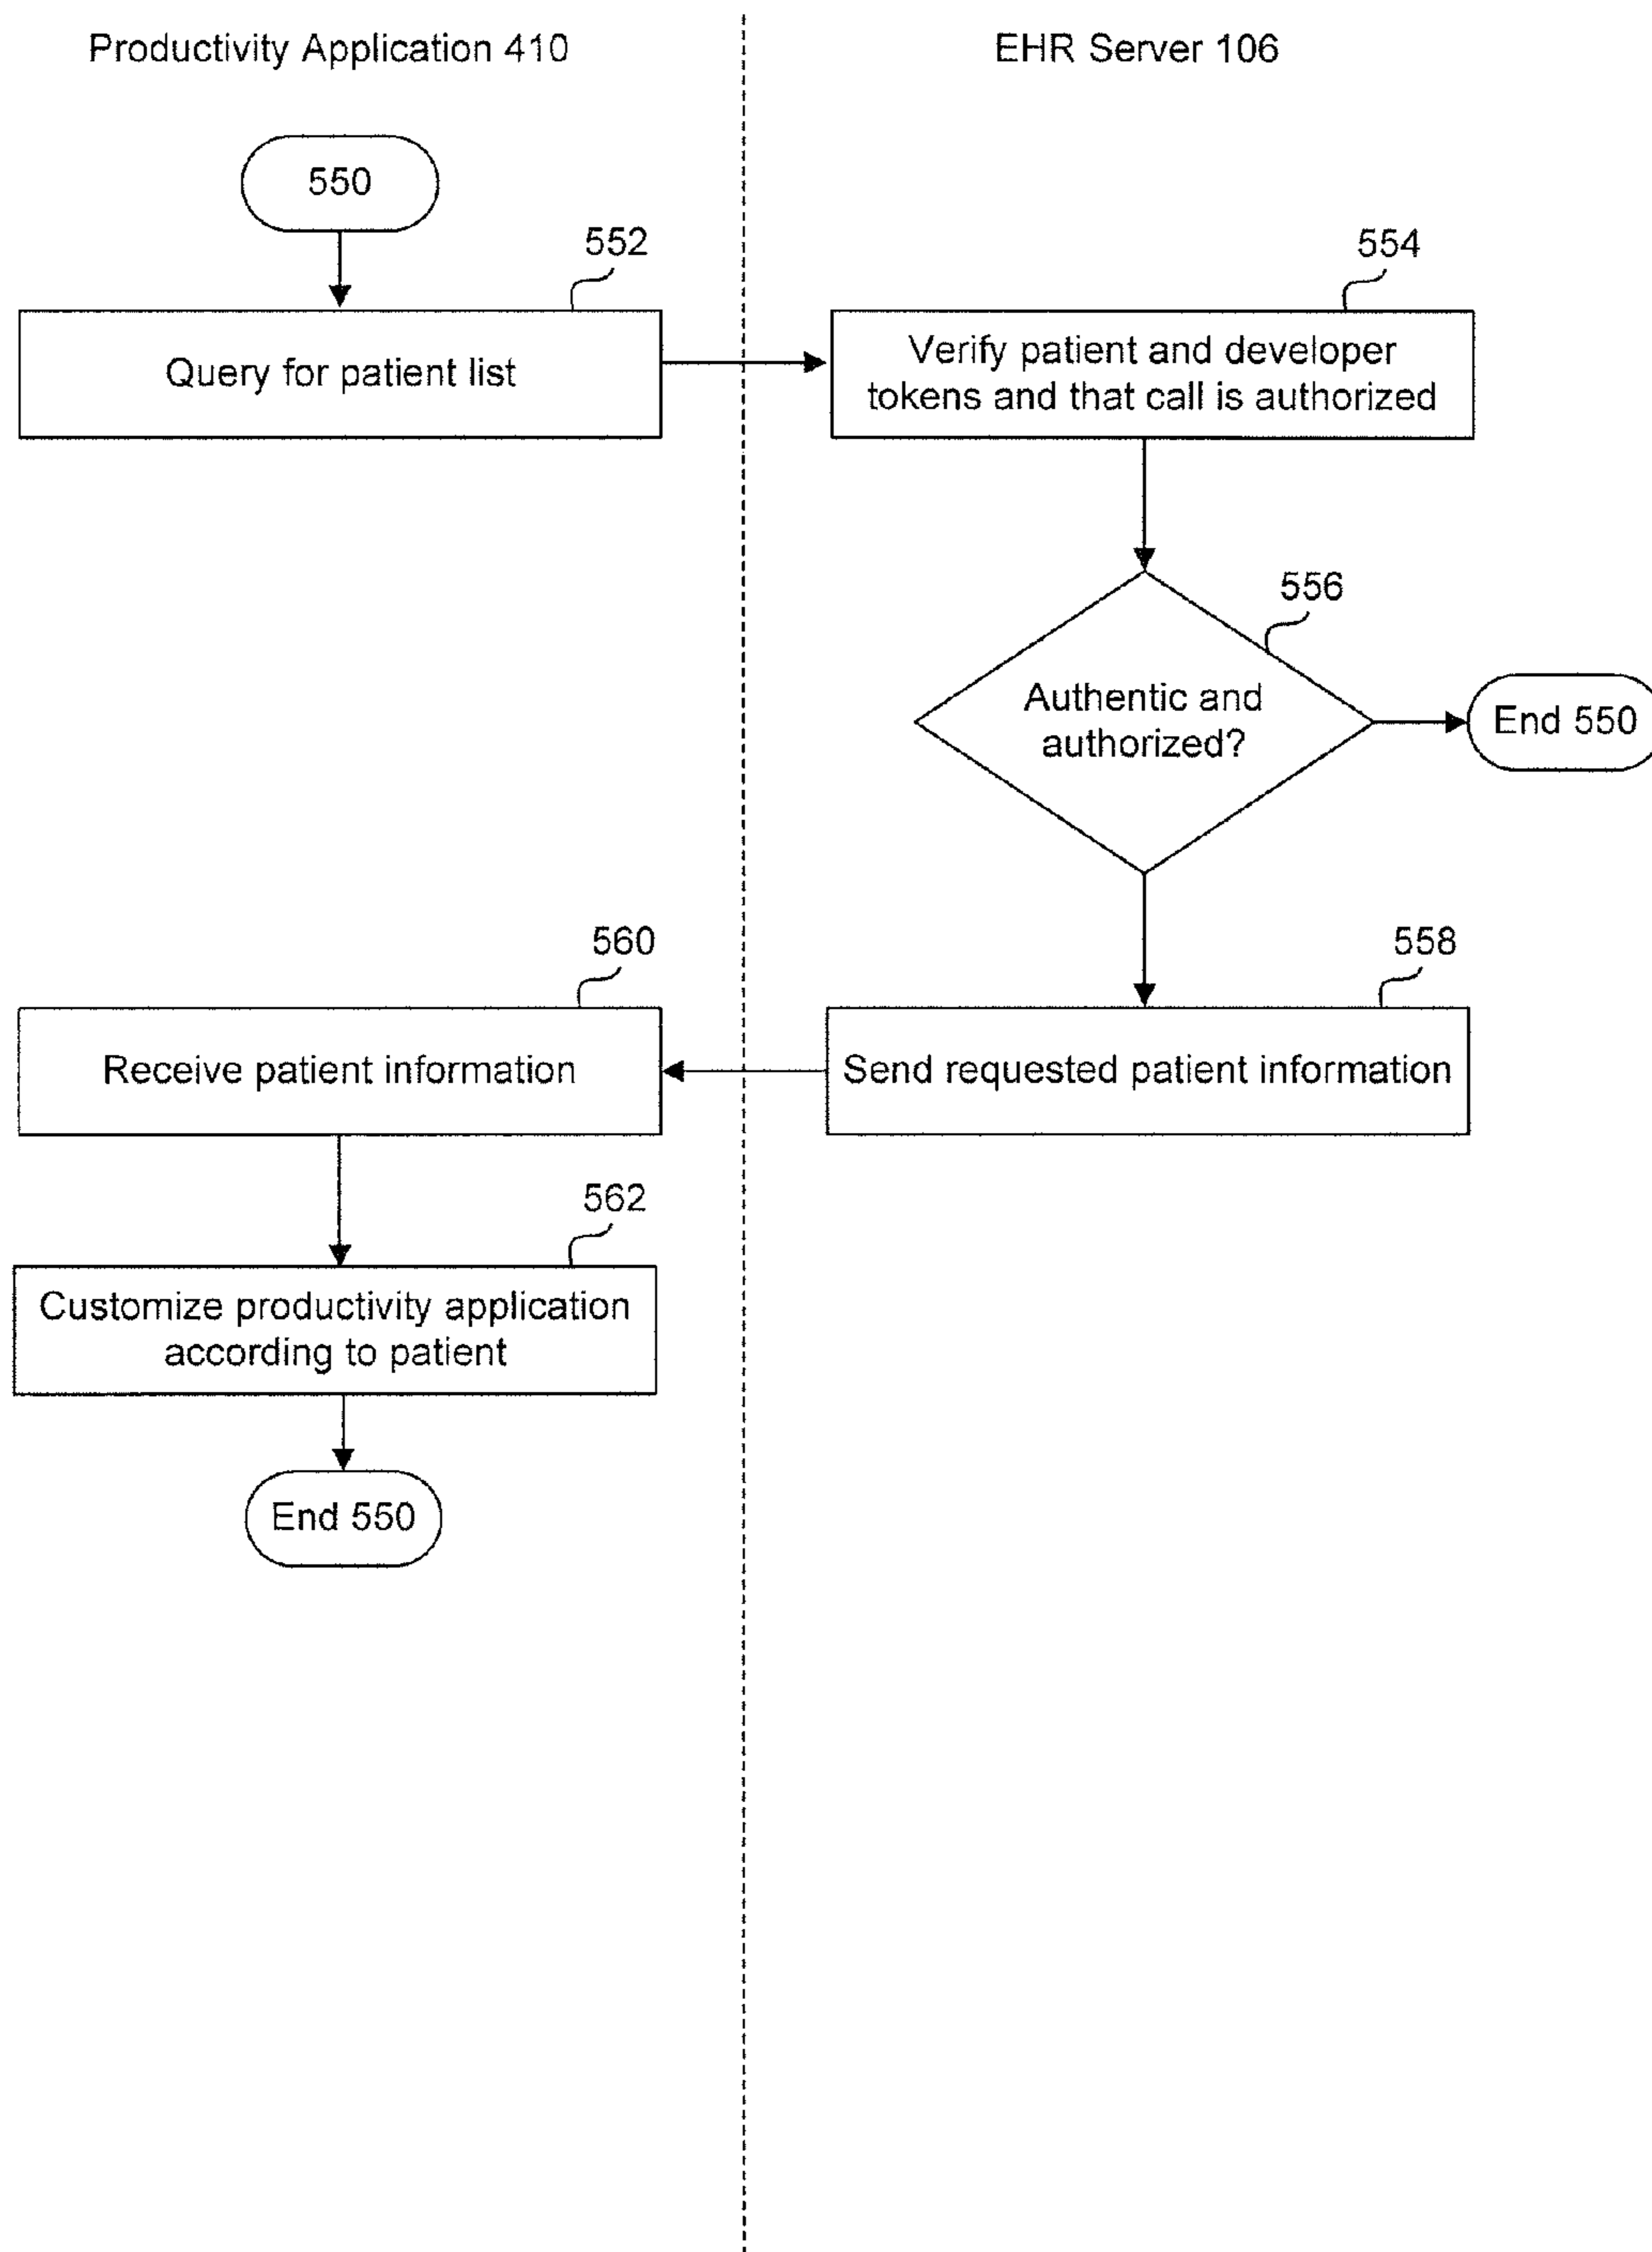 Productivity Application 410
EHR Server 106
550
552
554
Query for patient list
Verify patient and developer
tokens and that call is authorized
556
Authentic and
authorized?
End 550
560
558
Receive patient information
Send requested patient information
562
Customize productivity application
according to patient
End 550